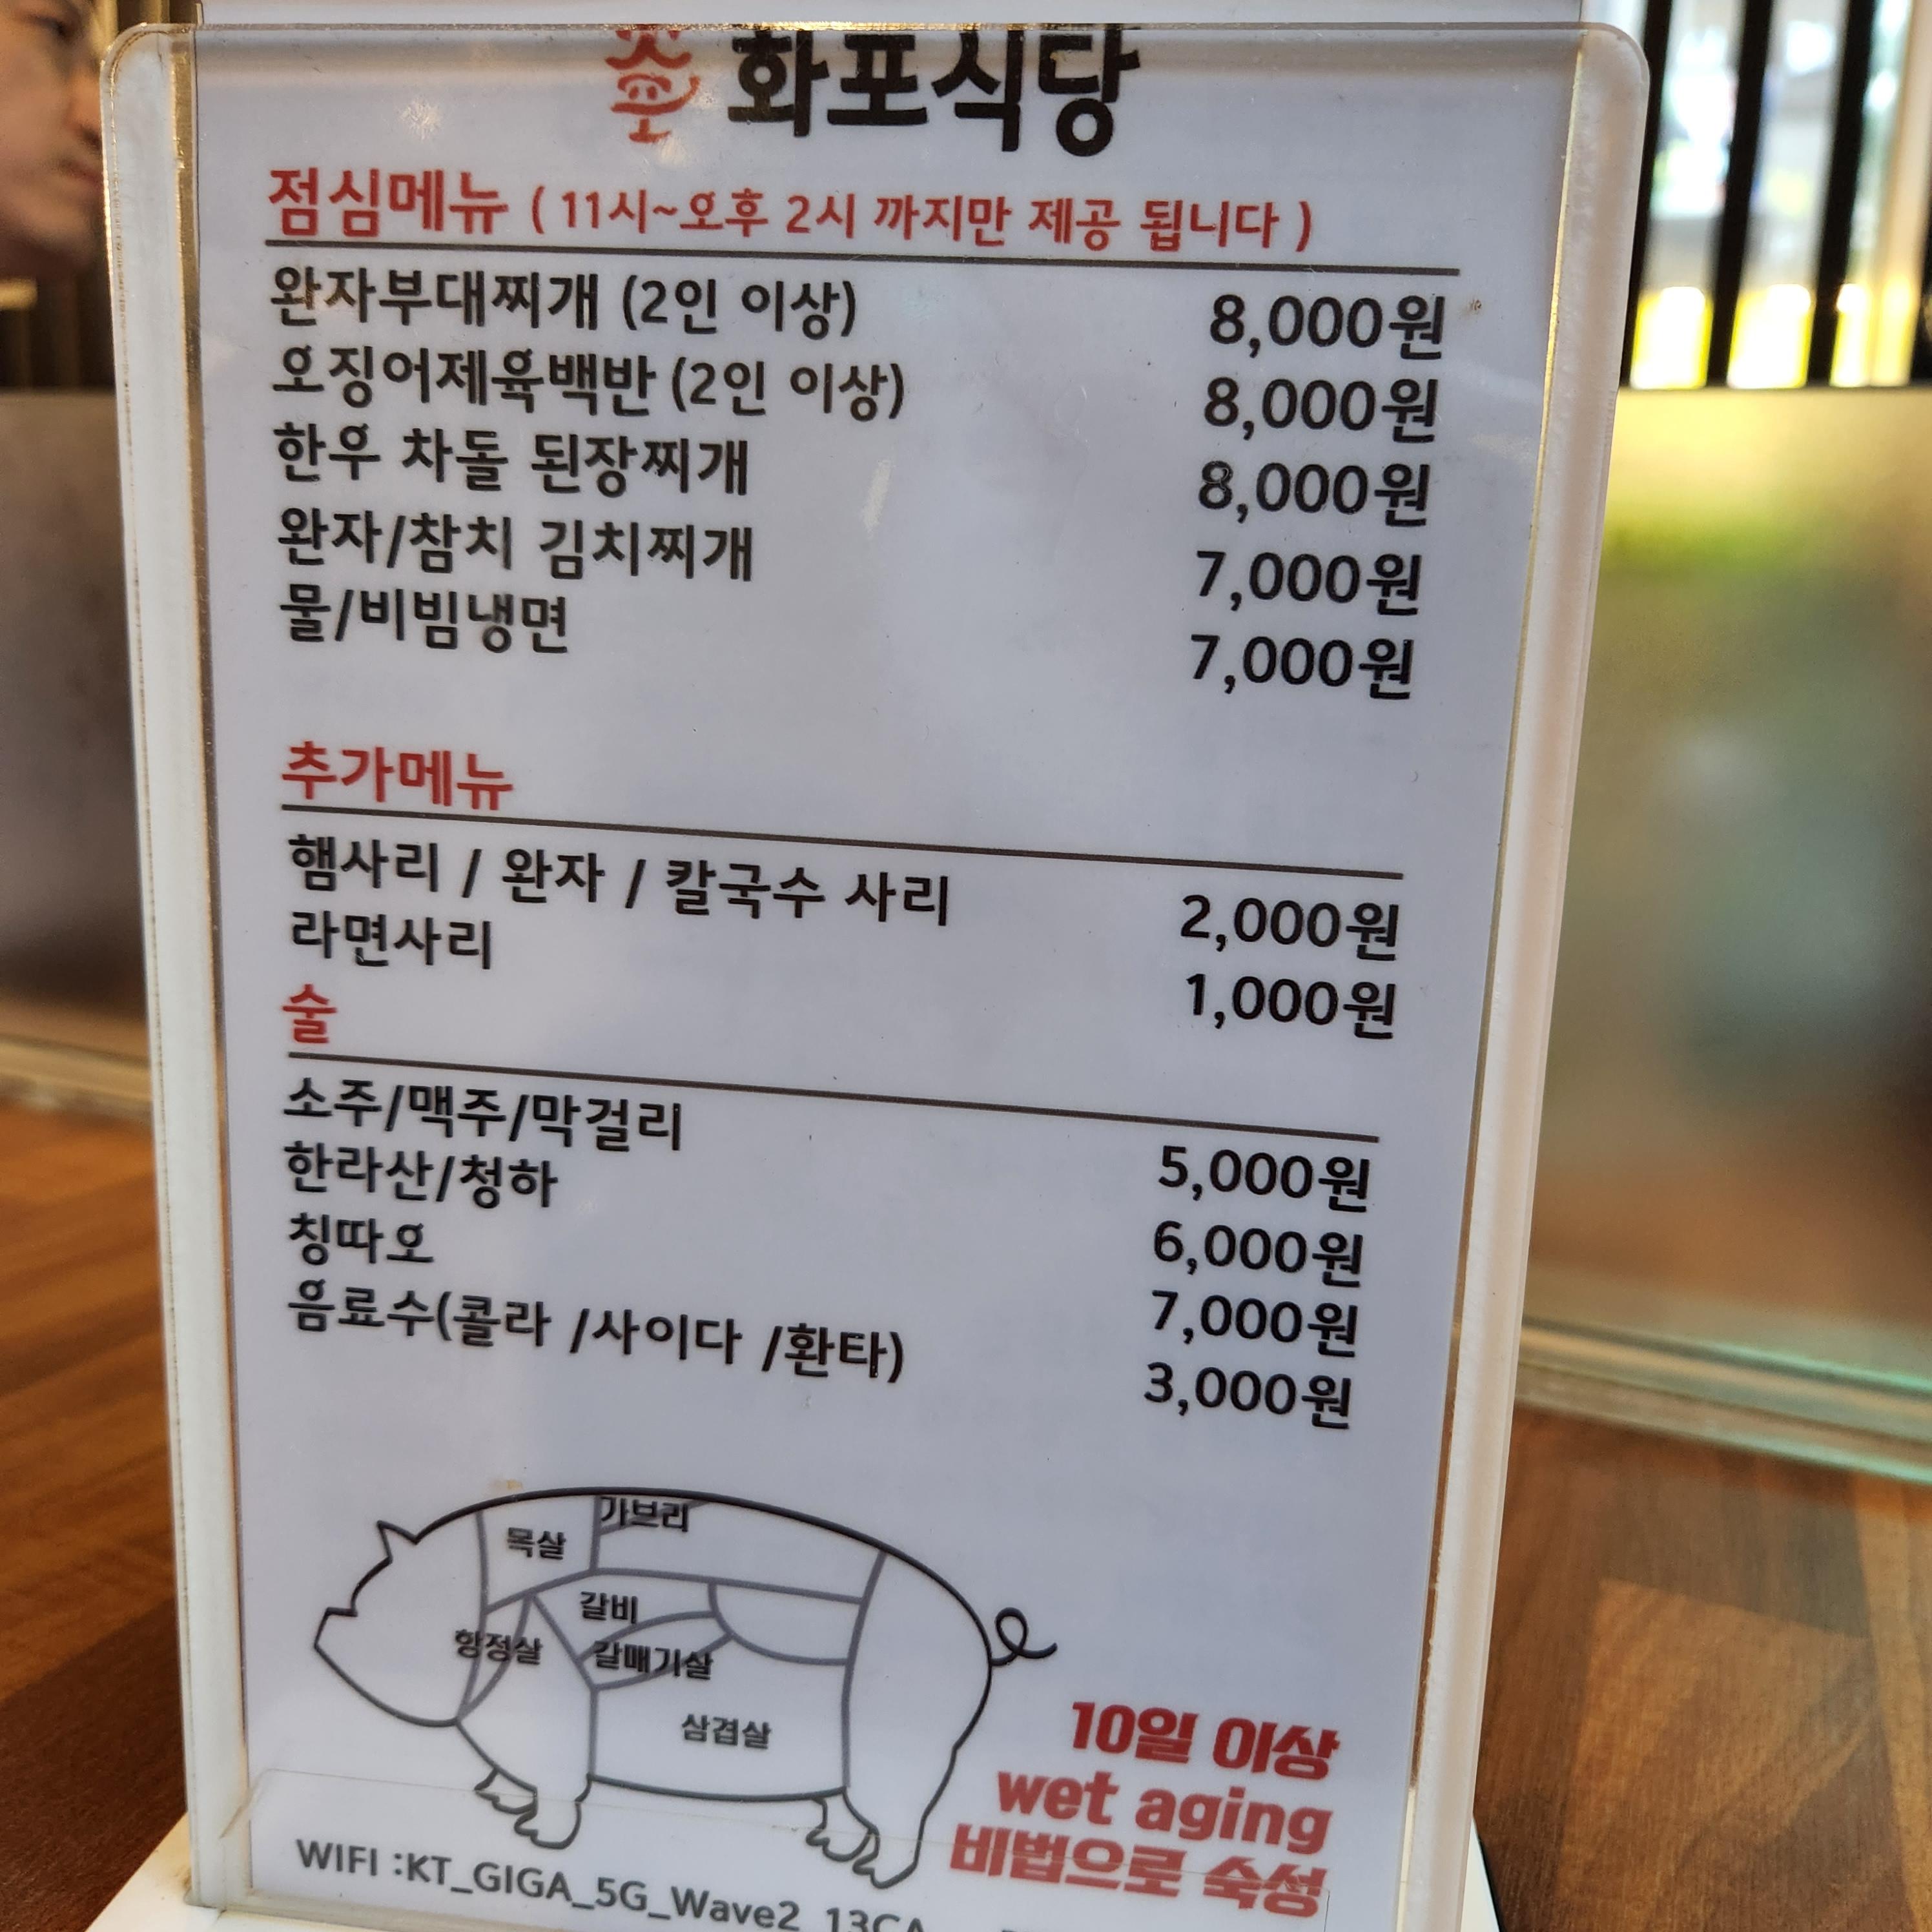 화포식당
점심메뉴 ( 11시~오후 2시 까지만 제공 됩니다 )
완자부대찌개 (2인 이상) 8,000원
오징어제육백반 (2인 이상) 8,000원
한우 차돌 된장찌개 8,000원
완자/참치 김치찌개 7,000원
물/비빔냉면 7,000원
추가메뉴
햄사리 / 완자 / 칼국수 사리 2,000원
라면사리 1,000원
술
소주/맥주/막걸리 5,000원
한라산/청하 6,000원
칭따오 7,000원
음료수(콜라 /사이다 /환타) 3,000원
가브리
목살
갈비
항정살
갈매기살
삼겹살
10일 이상
wet aging
비법으로 숙성
WIFI :KT_GIGA_5G_Wave2_13CA